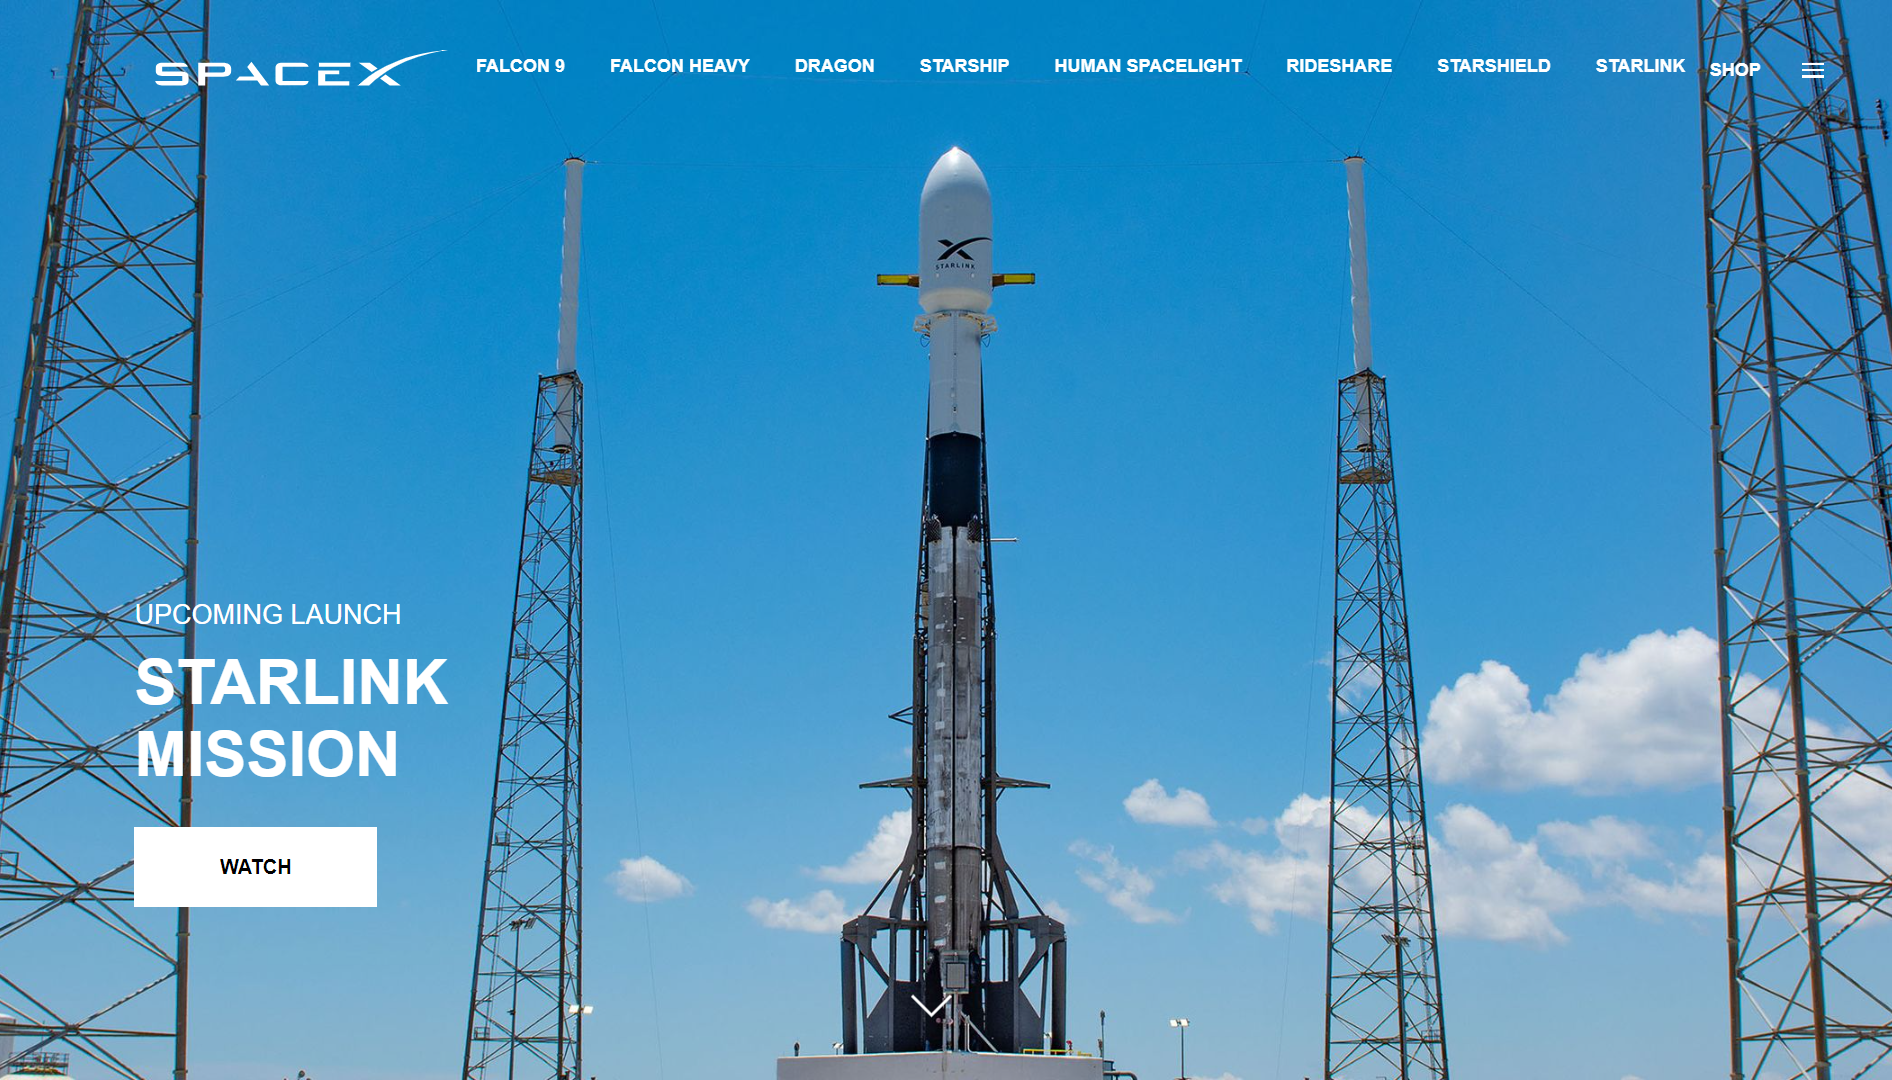 SPACEX
FALCON 9
FALCON HEAVY
DRAGON
STARSHIP
HUMAN SPACELIGHT
RIDESHARE
STARSHIELD
STARLINK
SHOP
STARLINK
UPCOMING LAUNCH
STARLINK
MISSION
WATCH